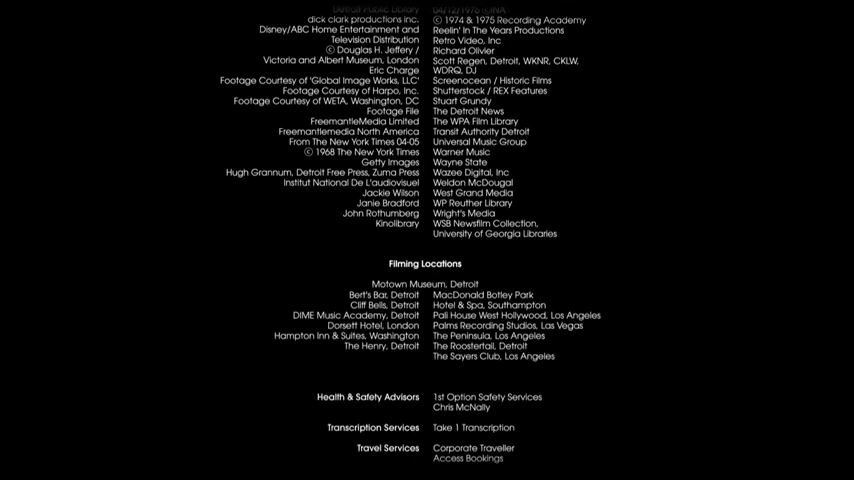 Detroit Public Library
dick clark productions inc.
Disney/ABC Home Entertainment and
Television Distribution
ⓒ Douglas H. Jeffery /
Victoria and Albert Museum, London
Eric Charge
Footage Courtesy of 'Global Image Works, LLC'
Footage Courtesy of Harpo, Inc.
Footage Courtesy of WETA, Washington, DC
Footage File
FreemantleMedia Limited
Freemantlemedia North America
From The New York Times 04-05
ⓒ 1968 The New York Times
Getty Images
Hugh Grannum, Detroit Free Press, Zuma Press
Institut National De L'audiovisuel
Jackie Wilson
Janie Bradford
John Rothumberg
Kinolibrary
04/12/1976
ⓒ 1974 & 1975 Recording Academy
Reelin' In The Years Productions
Retro Video, Inc
Richard Olivier
Scott Regen, Detroit, WKNR, CKLW,
WDRQ, DJ
Screenocean / Historic Films
Shutterstock / REX Features
Stuart Grundy
The Detroit News
The WPA Film Library
Transit Authority Detroit
Universal Music Group
Warner Music
Wayne State
Wazee Digital, Inc
Weldon McDougal
West Grand Media
WP Reuther Library
Wright's Media
WSB Newsfilm Collection,
University of Georgia Libraries
Filming Locations
Motown Museum, Detroit
Bert's Bar, Detroit
Cliff Bells, Detroit
DIME Music Academy, Detroit
Dorsett Hotel, London
Hampton Inn & Suites, Washington
The Henry, Detroit
MacDonald Botley Park
Hotel & Spa, Southampton
Pali House West Hollywood, Los Angeles
Palms Recording Studios, Las Vegas
The Peninsula, Los Angeles
The Roostertail, Detroit
The Sayers Club, Los Angeles
Health & Safety Advisors 1st Option Safety Services
Chris McNally
Transcription Services Take 1 Transcription
Travel Services Corporate Traveller
Access Bookings